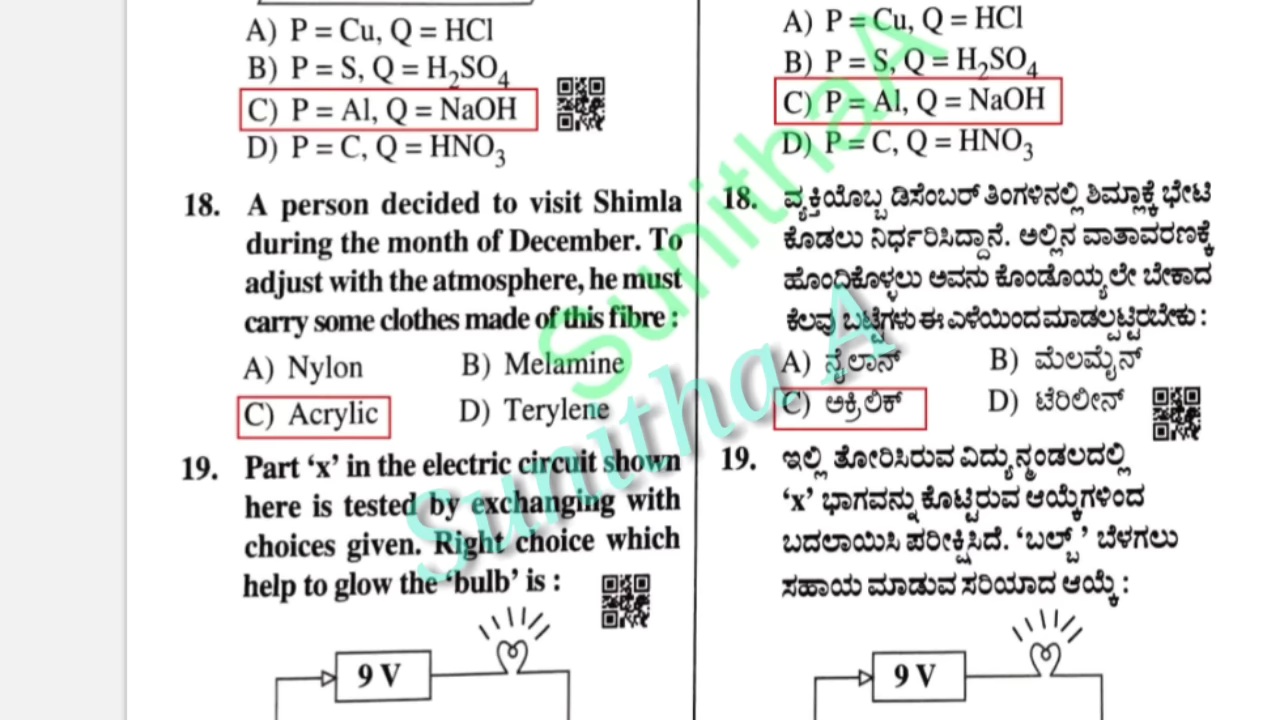 A) P = Cu, Q = HCl
B) P = S, Q = H₂SO₄
C) P = Al, Q = NaOH
D) P = C, Q = HNO₃
18. A person decided to visit Shimla
during the month of December. To
adjust with the atmosphere, he must
carry some clothes made of this fibre :
A) Nylon B) Melamine
C) Acrylic D) Terylene
19. Part ‘x’ in the electric circuit shown
here is tested by exchanging with
choices given. Right choice which
help to glow the ‘bulb’ is :
9 V
A) P = Cu, Q = HCl
B) P = S, Q = H₂SO₄
C) P = Al, Q = NaOH
D) P = C, Q = HNO₃
18. ವ್ಯಕ್ತಿಯೊಬ್ಬ ಡಿಸೆಂಬರ್ ತಿಂಗಳಿನಲ್ಲಿ ಶಿಮ್ಲಾಕ್ಕೆ ಭೇಟಿ
ಕೊಡಲು ನಿರ್ಧರಿಸಿದ್ದಾನೆ. ಅಲ್ಲಿನ ವಾತಾವರಣಕ್ಕೆ
ಹೊಂದಿಕೊಳ್ಳಲು ಅವನು ಕೊಂಡೊಯ್ಯಲೇ ಬೇಕಾದ
ಕೆಲವು ಬಟ್ಟೆಗಳು ಈ ಎಳೆಯಿಂದ ಮಾಡಲ್ಪಟ್ಟಿರಬೇಕು :
A) ನೈಲಾನ್ B) ಮೆಲಮೈನ್
C) ಅಕ್ರಿಲಿಕ್ D) ಟೆರಿಲೀನ್
19. ಇಲ್ಲಿ ತೋರಿಸಿರುವ ವಿದ್ಯುನ್ಮಂಡಲದಲ್ಲಿ
‘x’ ಭಾಗವನ್ನು ಕೊಟ್ಟಿರುವ ಆಯ್ಕೆಗಳಿಂದ
ಬದಲಾಯಿಸಿ ಪರೀಕ್ಷಿಸಿದೆ. ‘ಬಲ್ಬ್’ ಬೆಳಗಲು
ಸಹಾಯ ಮಾಡುವ ಸರಿಯಾದ ಆಯ್ಕೆ :
9 V
SunithaA
Sunitha A